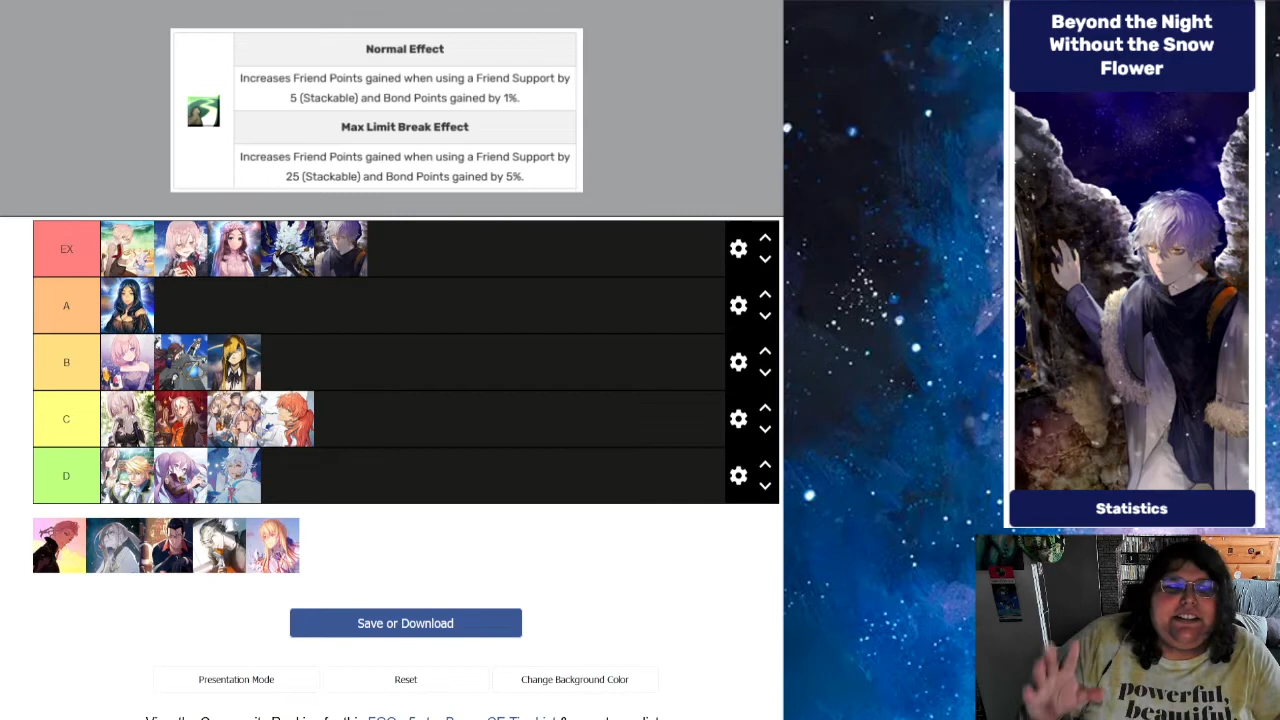 Normal Effect
Increases Friend Points gained when using a Friend Support by
5 (Stackable) and Bond Points gained by 1%.
Max Limit Break Effect
Increases Friend Points gained when using a Friend Support by
25 (Stackable) and Bond Points gained by 5%.
Beyond the Night
Without the Snow
Flower
EX
A
B
C
D
Statistics
Save or Download
Presentation Mode
Reset
Change Background Color
powerful,
beautiful